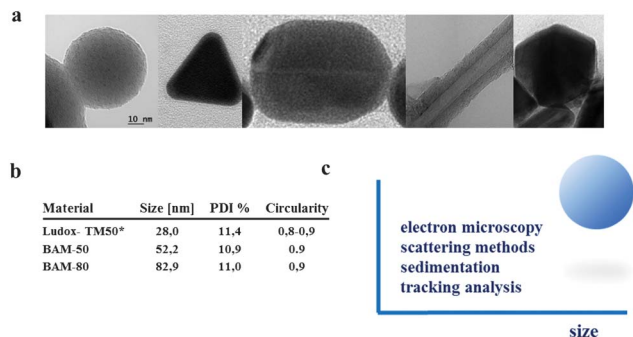 a
10 nm
b
Material Size [nm] PDI % Circularity
Ludox- TM50* 28,0 11,4 0,8-0,9
BAM-50 52,2 10,9 0.9
BAM-80 82,9 11,0 0,9
c
electron microscopy
scattering methods
sedimentation
tracking analysis
size